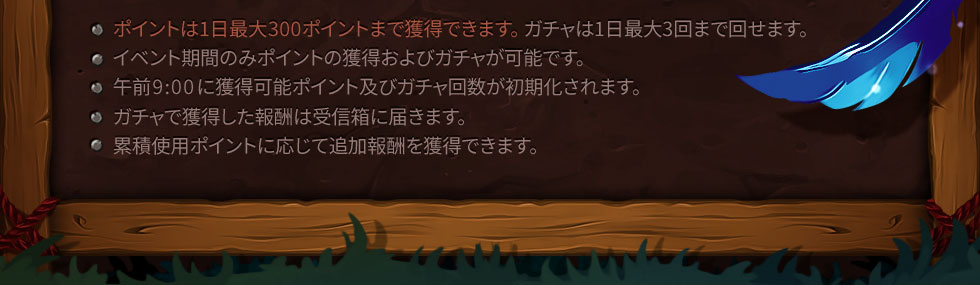 ポイントは1日最大300ポイントまで獲得できます。ガチャは1日最大3回まで回せます。
イベント期間のみポイントの獲得およびガチャが可能です。
午前9:00に獲得可能ポイント及びガチャ回数が初期化されます。
ガチャで獲得した報酬は受信箱に届きます。
累積使用ポイントに応じて追加報酬を獲得できます。